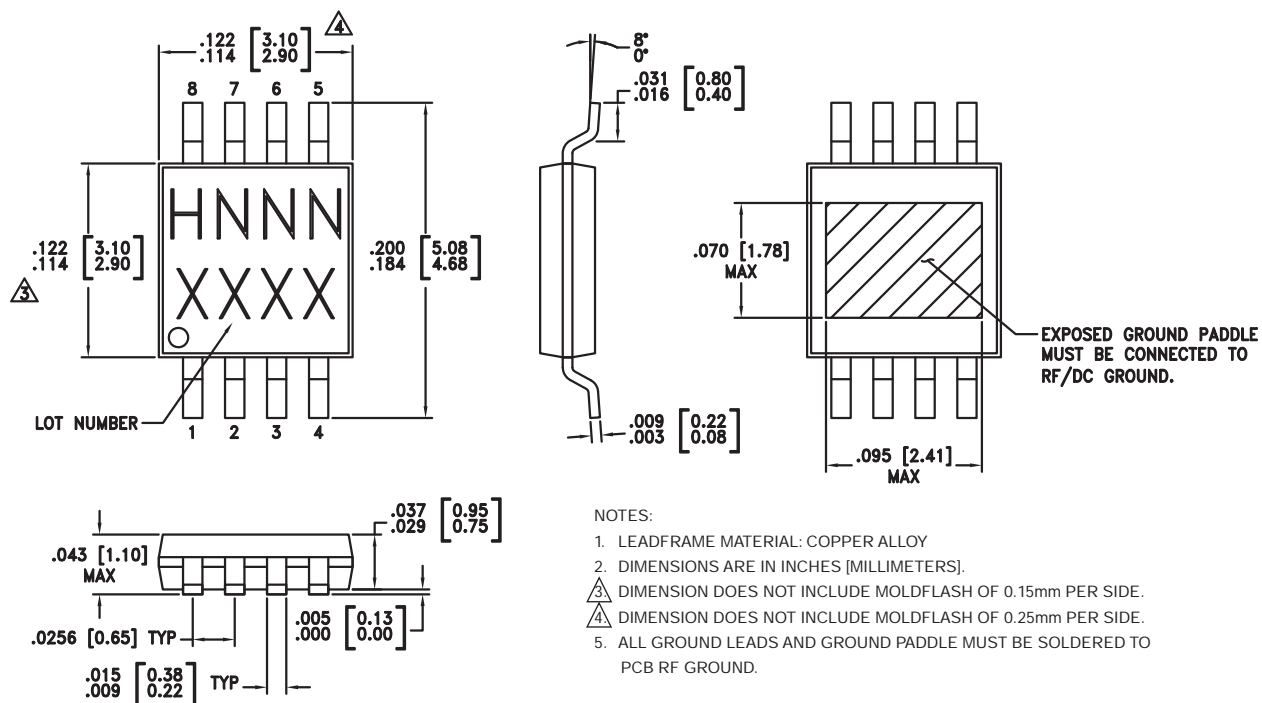 .122 [3.10]
.114 [2.90]
4
8 7 6 5
HNNN
XXXX
.122 [3.10]
.114 [2.90]
3
.200 [5.08]
.184 [4.68]
LOT NUMBER
1 2 3 4
8°
0°
.031 [0.80]
.016 [0.40]
.009 [0.22]
.003 [0.08]
.070 [1.78]
MAX
EXPOSED GROUND PADDLE
MUST BE CONNECTED TO
RF/DC GROUND.
.095 [2.41]
MAX
.037 [0.95]
.029 [0.75]
.043 [1.10]
MAX
.005 [0.13]
.000 [0.00]
.0256 [0.65] TYP
.015 [0.38]
.009 [0.22] TYP
NOTES:
1. LEADFRAME MATERIAL: COPPER ALLOY
2. DIMENSIONS ARE IN INCHES [MILLIMETERS].
3. DIMENSION DOES NOT INCLUDE MOLDFLASH OF 0.15mm PER SIDE.
4. DIMENSION DOES NOT INCLUDE MOLDFLASH OF 0.25mm PER SIDE.
5. ALL GROUND LEADS AND GROUND PADDLE MUST BE SOLDERED TO
PCB RF GROUND.